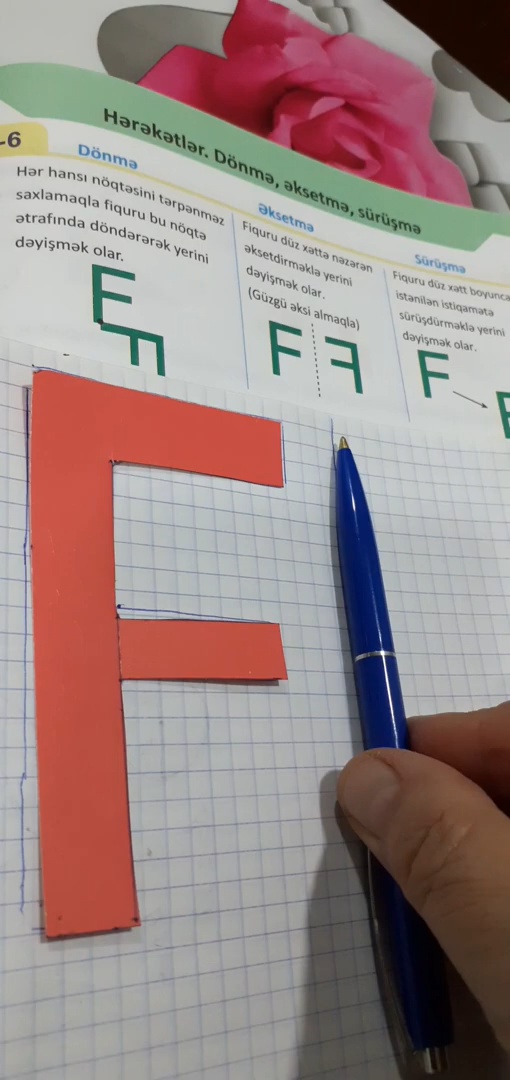 Hərəkətlər. Dönmə, əksetmə, sürüşmə
-6
Dönmə
Hər hansı nöqtəsini tərpənməz
saxlamaqla fiquru bu nöqtə
ətrafında döndərərək yerini
dəyişmək olar.
Əksetmə
Fiquru düz xəttə nəzərən
əksetdirməklə yerini
dəyişmək olar.
(Güzgü əksi almaqla)
Sürüşmə
Fiquru düz xətt boyunca
istənilən istiqamətə
sürüşdürməklə yerini
dəyişmək olar.
F
F
F
F
F
F